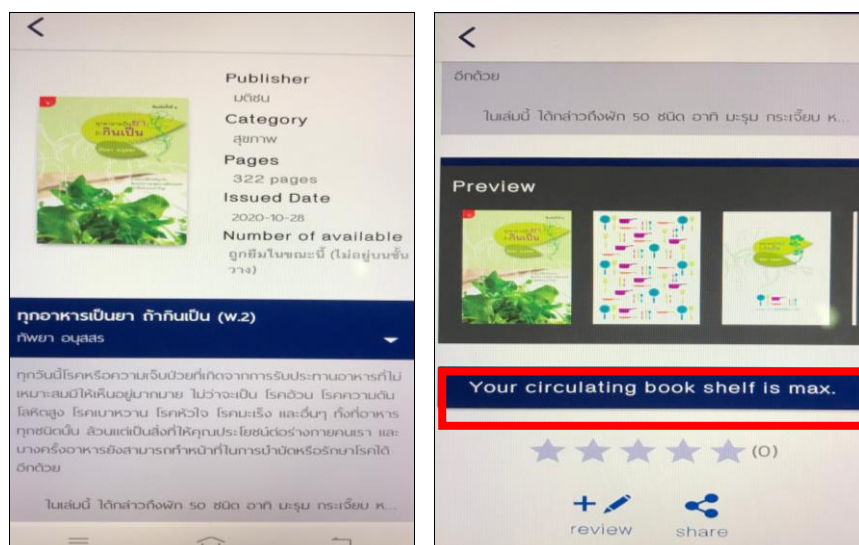 Publisher
มติชน
Category
สุขภาพ
Pages
322 pages
Issued Date
2020-10-28
Number of available
ถูกยืมในขณะนี้ (ไม่อยู่บนชั้น
วาง)
ทุกอาหารเป็นยา ถ้ากินเป็น (พ.2)
ทัพยา อนุสสร
ทุกวันนี้โรคหรือความเจ็บป่วยที่เกิดจากการรับประทานอาหารที่ไม่
เหมาะสมมีให้เห็นอยู่มากมาย ไม่ว่าจะเป็น โรคอ้วน โรคความดัน
โลหิตสูง โรคเบาหวาน โรคหัวใจ โรคมะเร็ง และอื่นๆ ทั้งที่อาหาร
ทุกชนิดนั้น ล้วนแต่เป็นสิ่งที่ให้คุณประโยชน์ต่อร่างกายคนเรา และ
บางครั้งอาหารยังสามารถทำหน้าที่ในการบำบัดหรือรักษาโรคได้
อีกด้วย
ในเล่มนี้ ได้กล่าวถึงผัก 50 ชนิด อาทิ มะรุม กระเจี๊ยบ ห...
อีกด้วย
ในเล่มนี้ ได้กล่าวถึงผัก 50 ชนิด อาทิ มะรุม กระเจี๊ยบ ห...
Preview
Your circulating book shelf is max.
(0)
review
share